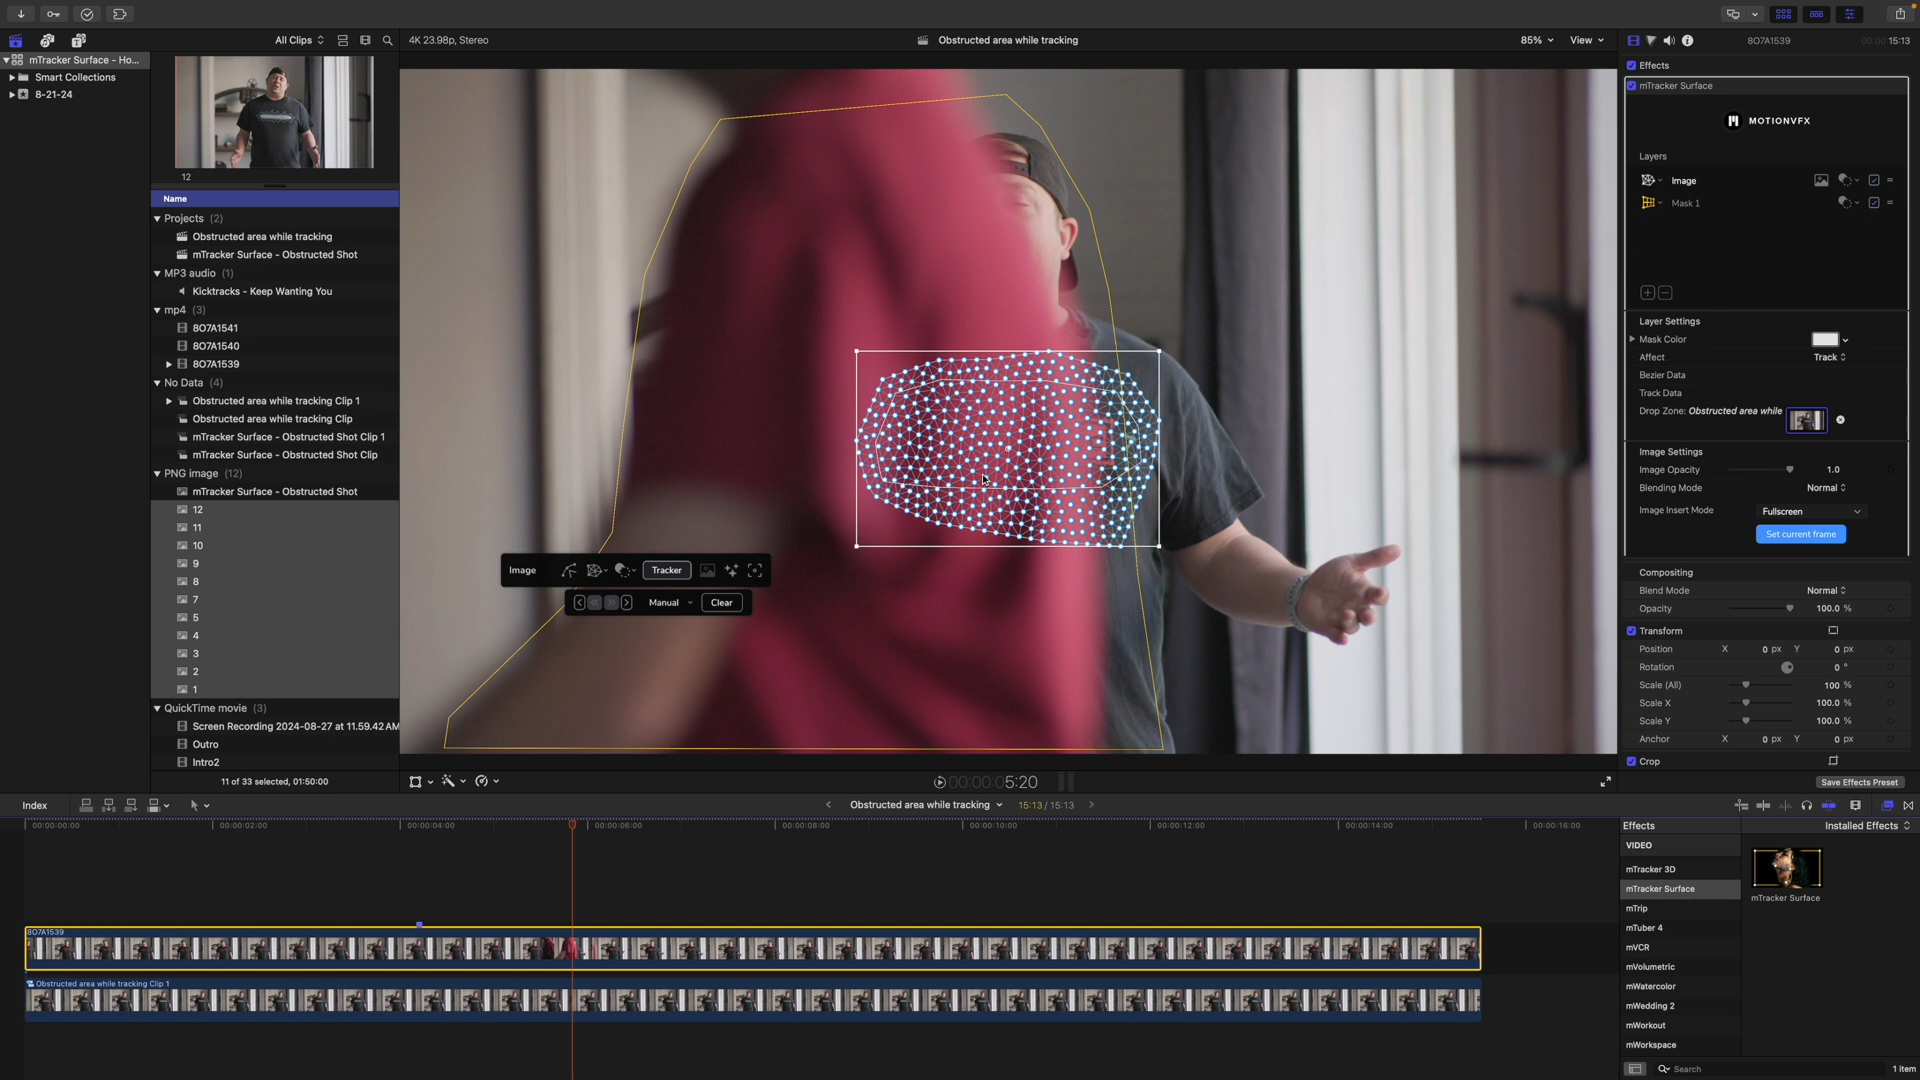 All Clips
4K 23.98p, Stereo
Obstructed area while tracking
85%
View
8O7A1539
00:00:15:13
mTracker Surface - Ho...
Smart Collections
8-21-24
12
Name
Projects (2)
Obstructed area while tracking
mTracker Surface - Obstructed Shot
MP3 audio (1)
Kicktracks - Keep Wanting You
mp4 (3)
8O7A1541
8O7A1540
8O7A1539
No Data (4)
Obstructed area while tracking Clip 1
Obstructed area while tracking Clip
mTracker Surface - Obstructed Shot Clip 1
mTracker Surface - Obstructed Shot Clip
PNG image (12)
mTracker Surface - Obstructed Shot
12
11
10
9
8
7
5
4
3
2
1
QuickTime movie (3)
Screen Recording 2024-08-27 at 11.59.42 AM
Outro
Intro2
11 of 33 selected, 01:50:00
Image
Tracker
Manual
Clear
00:00:05:20
Effects
mTracker Surface
MOTIONVFX
Layers
Image
Mask 1
Layer Settings
Mask Color
Affect Track
Bezier Data
Track Data
Drop Zone: Obstructed area while
Image Settings
Image Opacity 1.0
Blending Mode Normal
Image Insert Mode Fullscreen
Set current frame
Compositing
Blend Mode Normal
Opacity 100.0 %
Transform
Position X 0 px Y 0 px
Rotation 0 °
Scale (All) 100 %
Scale X 100.0 %
Scale Y 100.0 %
Anchor X 0 px Y 0 px
Crop
Save Effects Preset
Index
Obstructed area while tracking
15:13 / 15:13
00:00:00:00
00:00:02:00
00:00:04:00
00:00:06:00
00:00:08:00
00:00:10:00
00:00:12:00
00:00:14:00
00:00:16:00
8O7A1539
Obstructed area while tracking Clip 1
Effects
Installed Effects
VIDEO
mTracker 3D
mTracker Surface
mTrip
mTuber 4
mVCR
mVolumetric
mWatercolor
mWedding 2
mWorkout
mWorkspace
mTracker Surface
Search
1 item